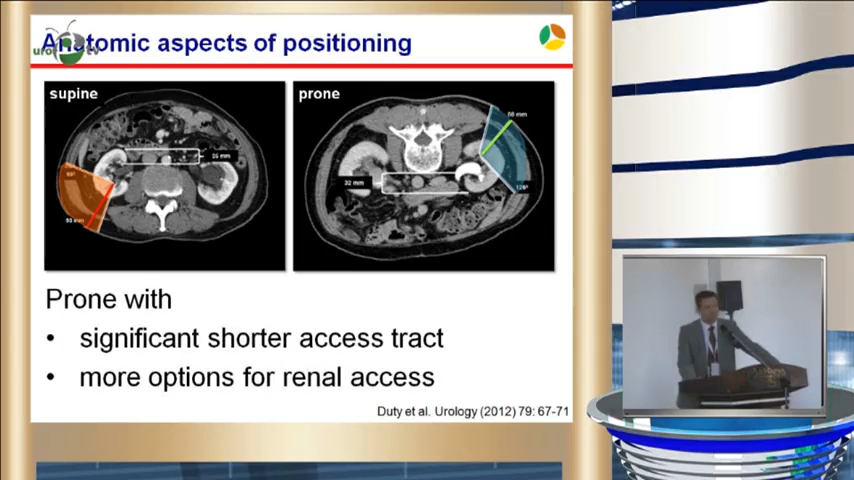 Anatomic aspects of positioning
supine
prone
Prone with
• significant shorter access tract
• more options for renal access
Duty et al. Urology (2012) 79: 67-71